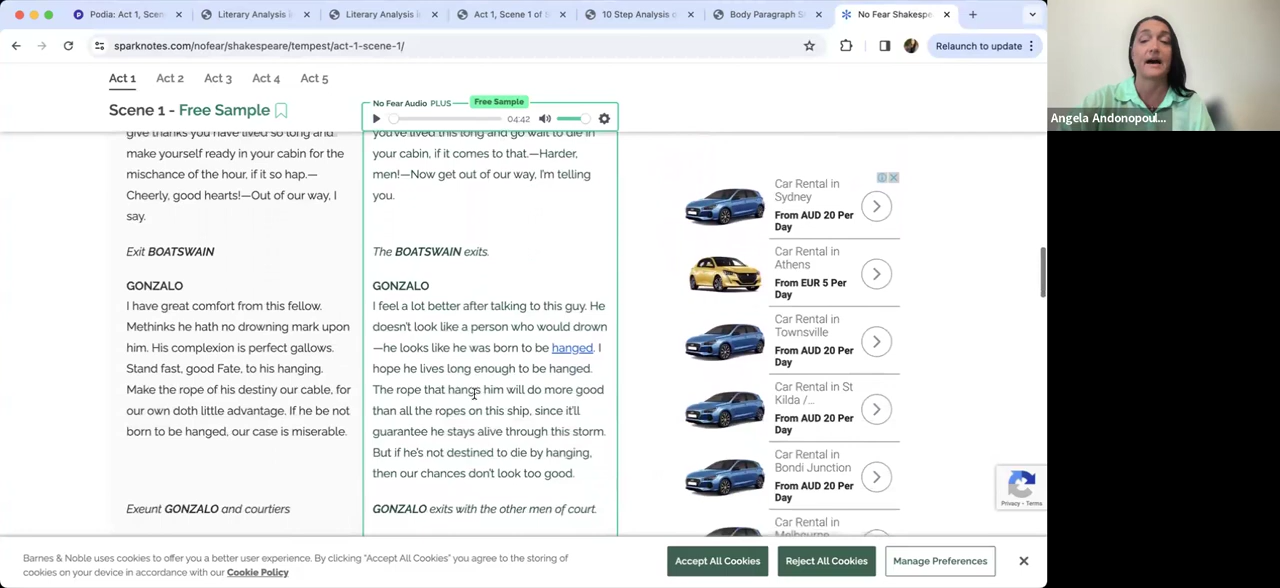 Podia: Act 1, Scen
Literary Analysis i
Literary Analysis i
Act 1, Scene 1 of
10 Step Analysis o
Body Paragraph S
No Fear Shakespe
sparknotes.com/nofear/shakespeare/tempest/act-1-scene-1/
Relaunch to update
Act 1 Act 2 Act 3 Act 4 Act 5
Scene 1 - Free Sample
No Fear Audio PLUS
Free Sample
04:42
give thanks you have lived so long and
make yourself ready in your cabin for the
mischance of the hour, if it so hap.—
Cheerly, good hearts!—Out of our way, I
say.
Exit BOATSWAIN
GONZALO
I have great comfort from this fellow.
Methinks he hath no drowning mark upon
him. His complexion is perfect gallows.
Stand fast, good Fate, to his hanging.
Make the rope of his destiny our cable, for
our own doth little advantage. If he be not
born to be hanged, our case is miserable.
Exeunt GONZALO and courtiers
you've lived this long and go wait to die in
your cabin, if it comes to that.—Harder,
men!—Now get out of our way, I'm telling
you.
The BOATSWAIN exits.
GONZALO
I feel a lot better after talking to this guy. He
doesn't look like a person who would drown
—he looks like he was born to be hanged. I
hope he lives long enough to be hanged.
The rope that hangs him will do more good
than all the ropes on this ship, since it'll
guarantee he stays alive through this storm.
But if he's not destined to die by hanging,
then our chances don't look too good.
GONZALO exits with the other men of court.
Car Rental in
Sydney
From AUD 20 Per
Day
Car Rental in
Athens
From EUR 5 Per
Day
Car Rental in
Townsville
From AUD 20 Per
Day
Car Rental in St
Kilda /...
From AUD 20 Per
Day
Car Rental in
Bondi Junction
From AUD 20 Per
Day
Car Rental in
Melbourne
Privacy - Terms
Barnes & Noble uses cookies to offer you a better user experience. By clicking "Accept All Cookies" you agree to the storing of
cookies on your device in accordance with our Cookie Policy
Accept All Cookies
Reject All Cookies
Manage Preferences
Angela Andonopoul...